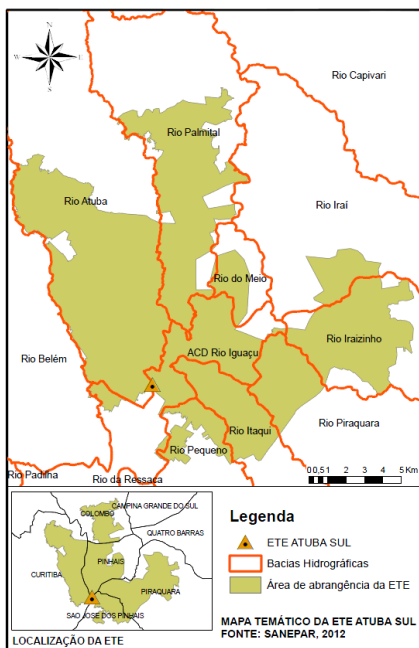 N
W
E
S
Rio Capivari
Rio Palmital
Rio Atuba
Rio Iraí
Rio do Meio
Rio Iraizinho
ACD Rio Iguaçu
Rio Belém
Rio Piraquara
Rio Itaqui
Rio Pequeno
Rio Padilha
Rio da Ressaca
0 0,5 1 2 3 4 5 Km
COLOMBO
CAMPINA GRANDE DO SUL
QUATRO BARRAS
PINHAIS
CURITIBA
PIRAQUARA
SAO JOSE DOS PINHAIS
LOCALIZAÇÃO DA ETE
Legenda
ETE ATUBA SUL
Bacias Hidrográficas
Área de abrangência da ETE
MAPA TEMÁTICO DA ETE ATUBA SUL
FONTE: SANEPAR, 2012